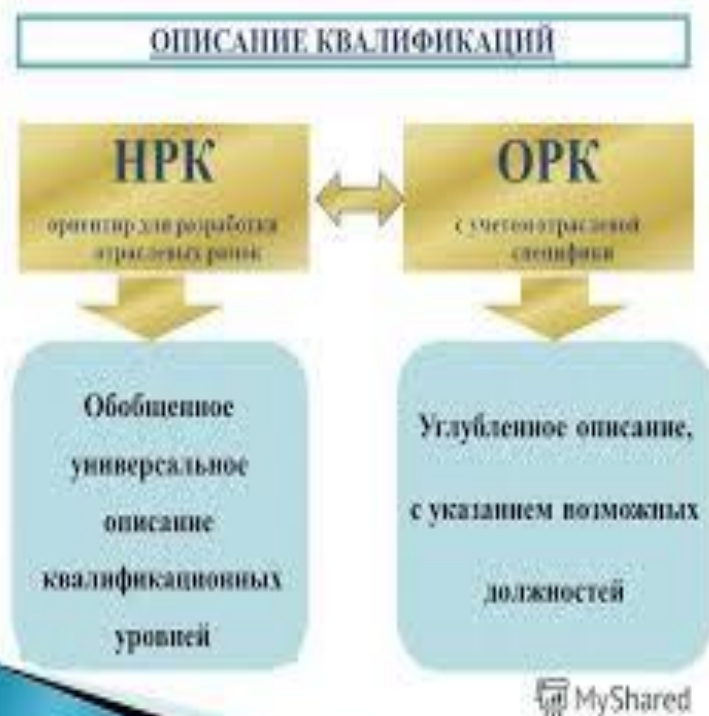 ОПИСАНИЕ КВАЛИФИКАЦИЙ
НРК
ориентир для разработки
отраслевых рамок
ОРК
с учетом отраслевой
специфики
Обобщенное
универсальное
описание
квалификационных
уровней
Углубленное описание,
с указанием возможных
должностей
MyShared